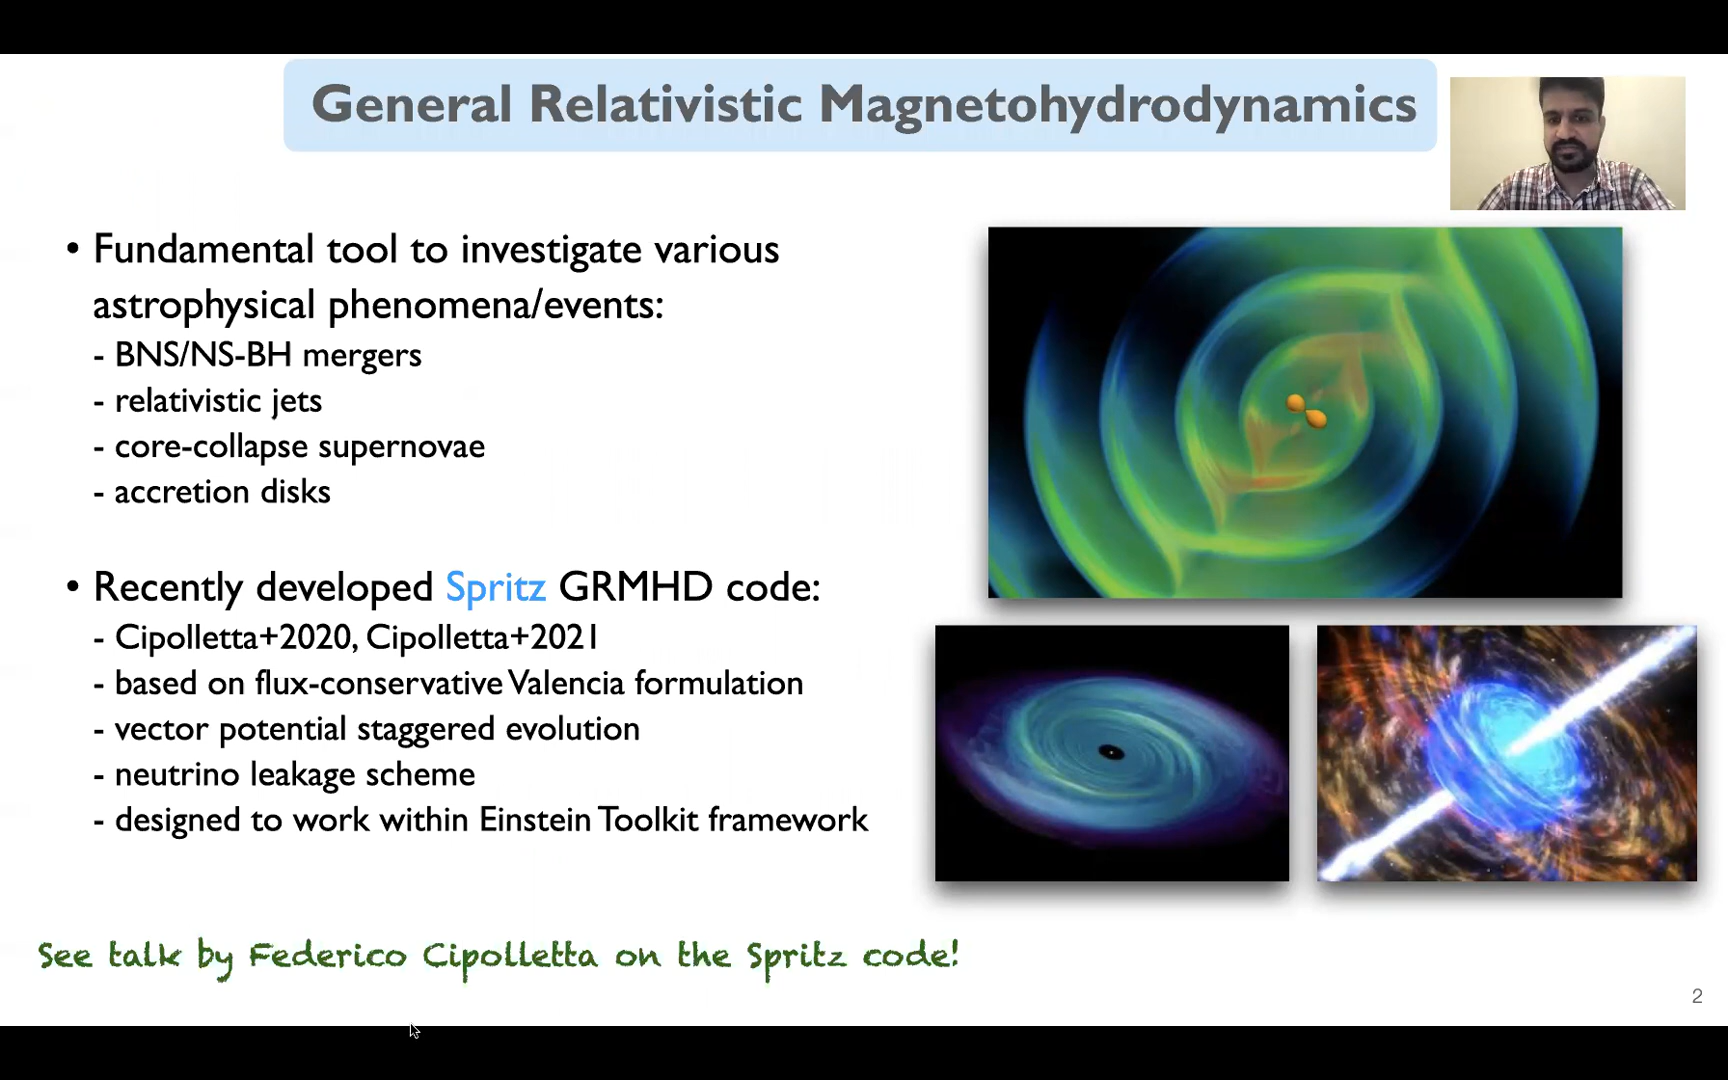 General Relativistic Magnetohydrodynamics
• Fundamental tool to investigate various
astrophysical phenomena/events:
- BNS/NS-BH mergers
- relativistic jets
- core-collapse supernovae
- accretion disks
• Recently developed Spritz GRMHD code:
- Cipolletta+2020, Cipolletta+2021
- based on flux-conservative Valencia formulation
- vector potential staggered evolution
- neutrino leakage scheme
- designed to work within Einstein Toolkit framework
See talk by Federico Cipolletta on the Spritz code!
2